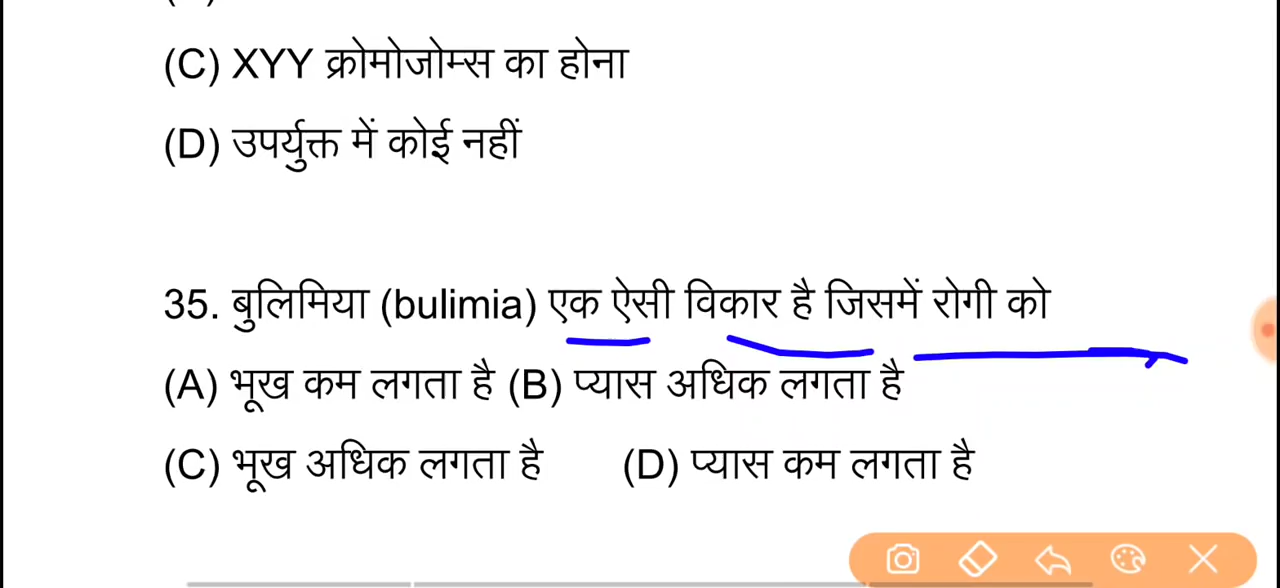 (C) XYY क्रोमोजोम्स का होना
(D) उपर्युक्त में कोई नहीं
35. बुलिमिया (bulimia) एक ऐसी विकार है जिसमें रोगी को
(A) भूख कम लगता है (B) प्यास अधिक लगता है
(C) भूख अधिक लगता है (D) प्यास कम लगता है